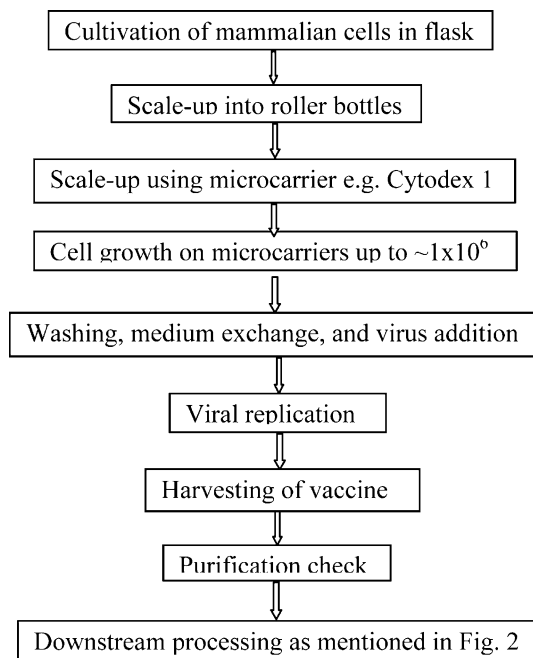 Cultivation of mammalian cells in flask
Scale-up into roller bottles
Scale-up using microcarrier e.g. Cytodex 1
Cell growth on microcarriers up to ~1x10⁶
Washing, medium exchange, and virus addition
Viral replication
Harvesting of vaccine
Purification check
Downstream processing as mentioned in Fig. 2